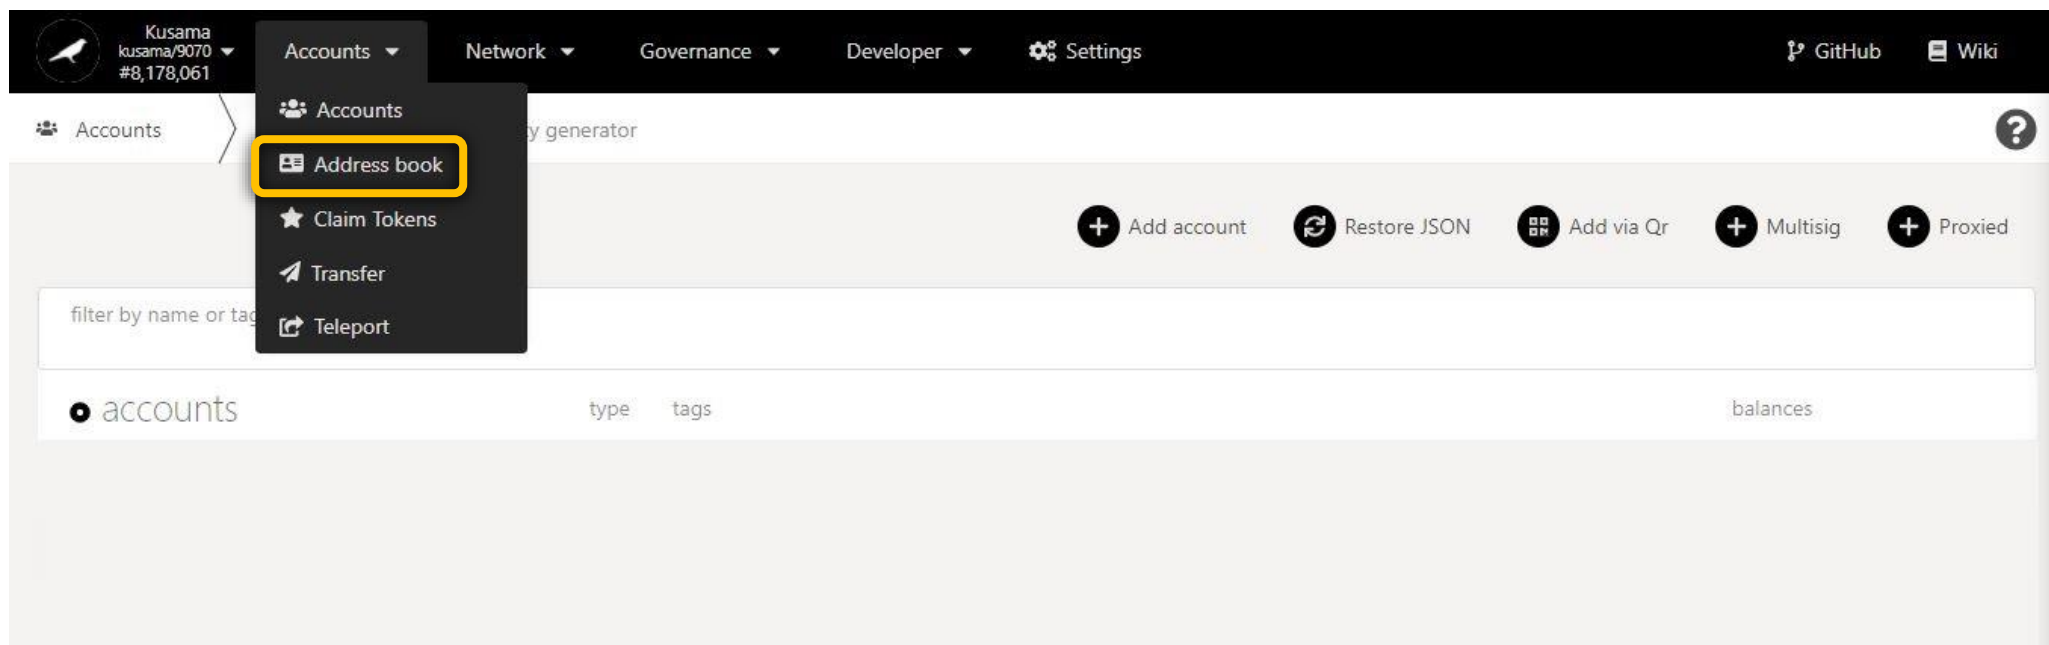 Kusama
kusama/9070
#8,178,061
Accounts
Network
Governance
Developer
Settings
GitHub
Wiki
Accounts
Address book
Claim Tokens
Transfer
Teleport
Accounts
generator
Add account
Restore JSON
Add via Qr
Multisig
Proxied
filter by name or
accounts
type
tags
balances